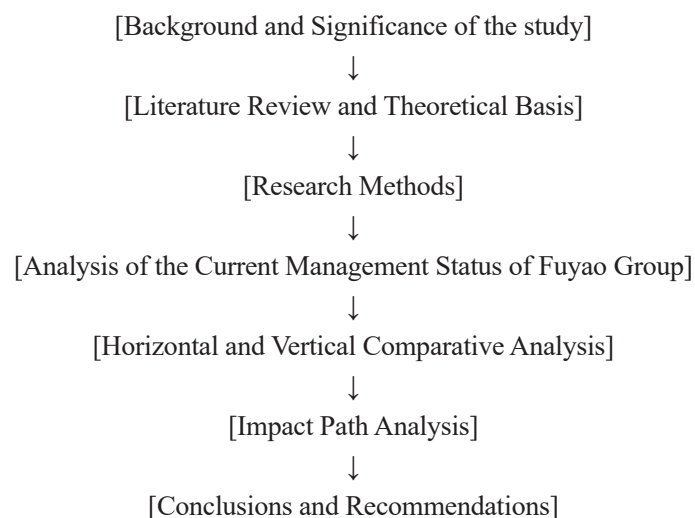 [Background and Significance of the study]
↓
[Literature Review and Theoretical Basis]
↓
[Research Methods]
↓
[Analysis of the Current Management Status of Fuyao Group]
↓
[Horizontal and Vertical Comparative Analysis]
↓
[Impact Path Analysis]
↓
[Conclusions and Recommendations]